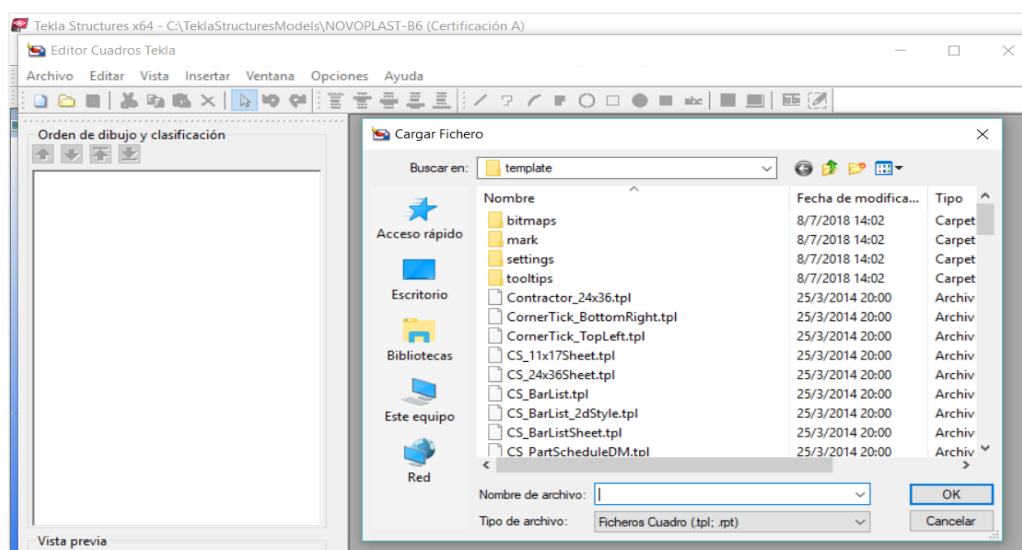 Tekla Structures x64 - C:\TeklaStructuresModels\NOVOPLAST-B6 (Certificación A)
Editor Cuadros Tekla
Archivo Editar Vista Insertar Ventana Opciones Ayuda
abc
Orden de dibujo y clasificación
Cargar Fichero
Buscar en: template
Nombre Fecha de modifica... Tipo
bitmaps 8/7/2018 14:02 Carpet
mark 8/7/2018 14:02 Carpet
settings 8/7/2018 14:02 Carpet
tooltips 8/7/2018 14:02 Carpet
Contractor_24x36.tpl 25/3/2014 20:00 Archiv
CornerTick_BottomRight.tpl 25/3/2014 20:00 Archiv
CornerTick_TopLeft.tpl 25/3/2014 20:00 Archiv
CS_11x17Sheet.tpl 25/3/2014 20:00 Archiv
CS_24x36Sheet.tpl 25/3/2014 20:00 Archiv
CS_BarList.tpl 25/3/2014 20:00 Archiv
CS_BarList_2dStyle.tpl 25/3/2014 20:00 Archiv
CS_BarListSheet.tpl 25/3/2014 20:00 Archiv
CS_PartScheduleDM.tpl 25/3/2014 20:00 Archiv
Acceso rápido
Escritorio
Bibliotecas
Este equipo
Red
Nombre de archivo: OK
Tipo de archivo: Ficheros Cuadro (.tpl; .rpt) Cancelar
Vista previa